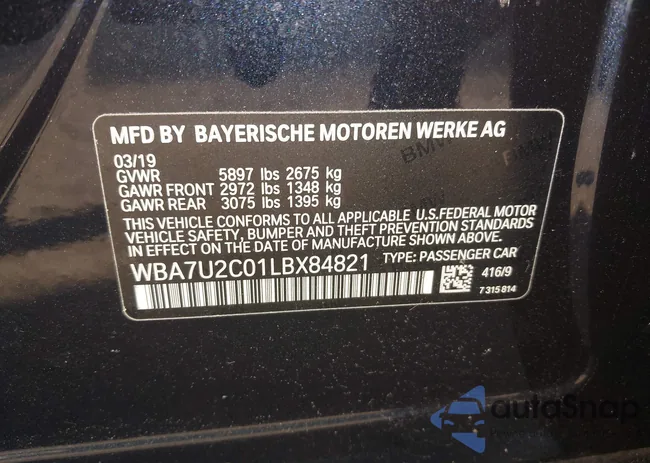 MFD BY BAYERISCHE MOTOREN WERKE AG
03/19
GVWR 5897 lbs 2675 kg
GAWR FRONT 2972 lbs 1348 kg
GAWR REAR 3075 lbs 1395 kg
THIS VEHICLE CONFORMS TO ALL APPLICABLE U.S.FEDERAL MOTOR
VEHICLE SAFETY, BUMPER AND THEFT PREVENTION STANDARDS
IN EFFECT ON THE DATE OF MANUFACTURE SHOWN ABOVE.
WBA7U2C01LBX84821 TYPE: PASSENGER CAR
416/9
7 315 814
BMW
BMW
autoSnap